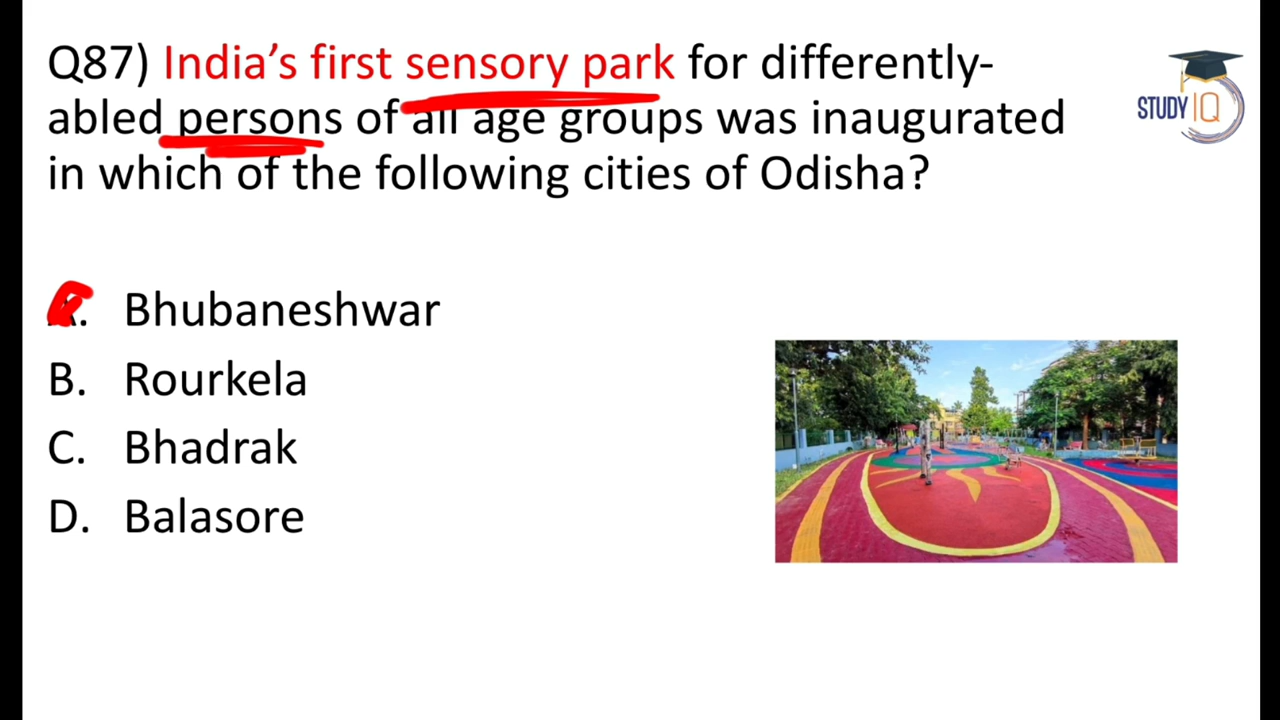 Q87) India's first sensory park for differently-
abled persons of all age groups was inaugurated
in which of the following cities of Odisha?
STUDY IQ
A. Bhubaneshwar
B. Rourkela
C. Bhadrak
D. Balasore